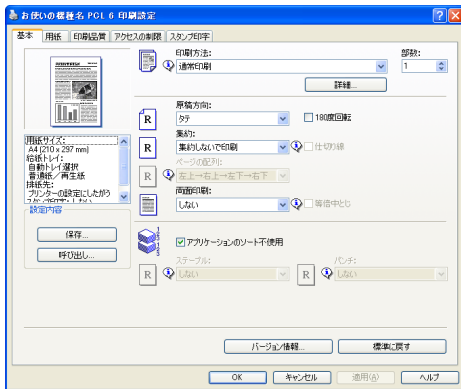 お使いの機種名 PCL 6 印刷設定
基本 用紙 印刷品質 アクセスの制限 スタンプ印字
印刷方法:
通常印刷
部数:
1
詳細...
原稿方向:
タテ
180度回転
集約:
集約しないで印刷
仕切り線
ページの配列:
左上→右上→左下→右下
両面印刷:
しない
等倍中とじ
用紙サイズ:
A4 (210 x 297 mm)
給紙トレイ:
自動トレイ選択
普通紙／再生紙
排紙先:
プリンターの設定にしたがう
設定内容
保存...
呼び出し...
アプリケーションのソート不使用
ステープル:
しない
パンチ:
しない
バージョン情報...
標準に戻す
OK
キャンセル
適用(A)
ヘルプ